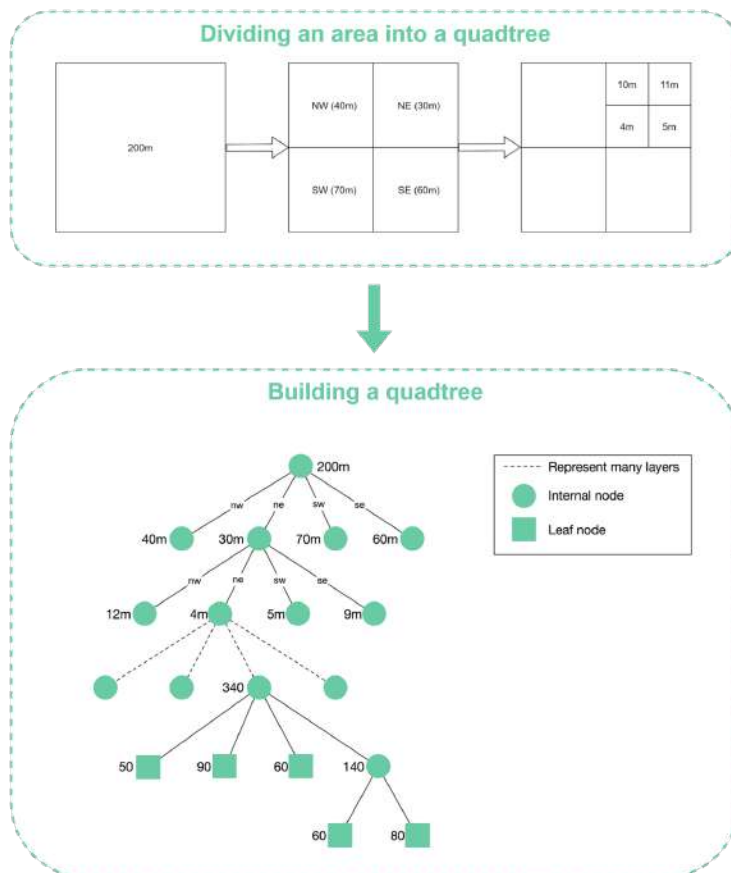 Dividing an area into a quadtree
200m
NW (40m) NE (30m)
SW (70m) SE (60m)
10m 11m
4m 5m
Building a quadtree
200m
nw ne sw se
40m 30m 70m 60m
nw ne sw se
12m 4m 5m 9m
340
50 90 60 140
60 80
Represent many layers
Internal node
Leaf node